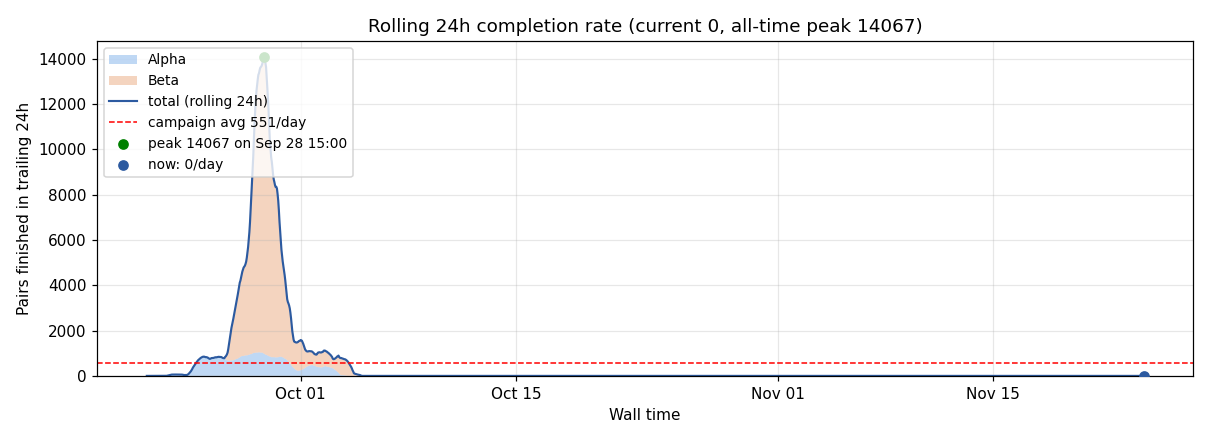 Rolling 24h completion rate (current 0, all-time peak 14067)
Pairs finished in trailing 24h
14000
12000
10000
8000
6000
4000
2000
0
Alpha
Beta
total (rolling 24h)
campaign avg 551/day
peak 14067 on Sep 28 15:00
now: 0/day
Oct 01
Oct 15
Nov 01
Nov 15
Wall time